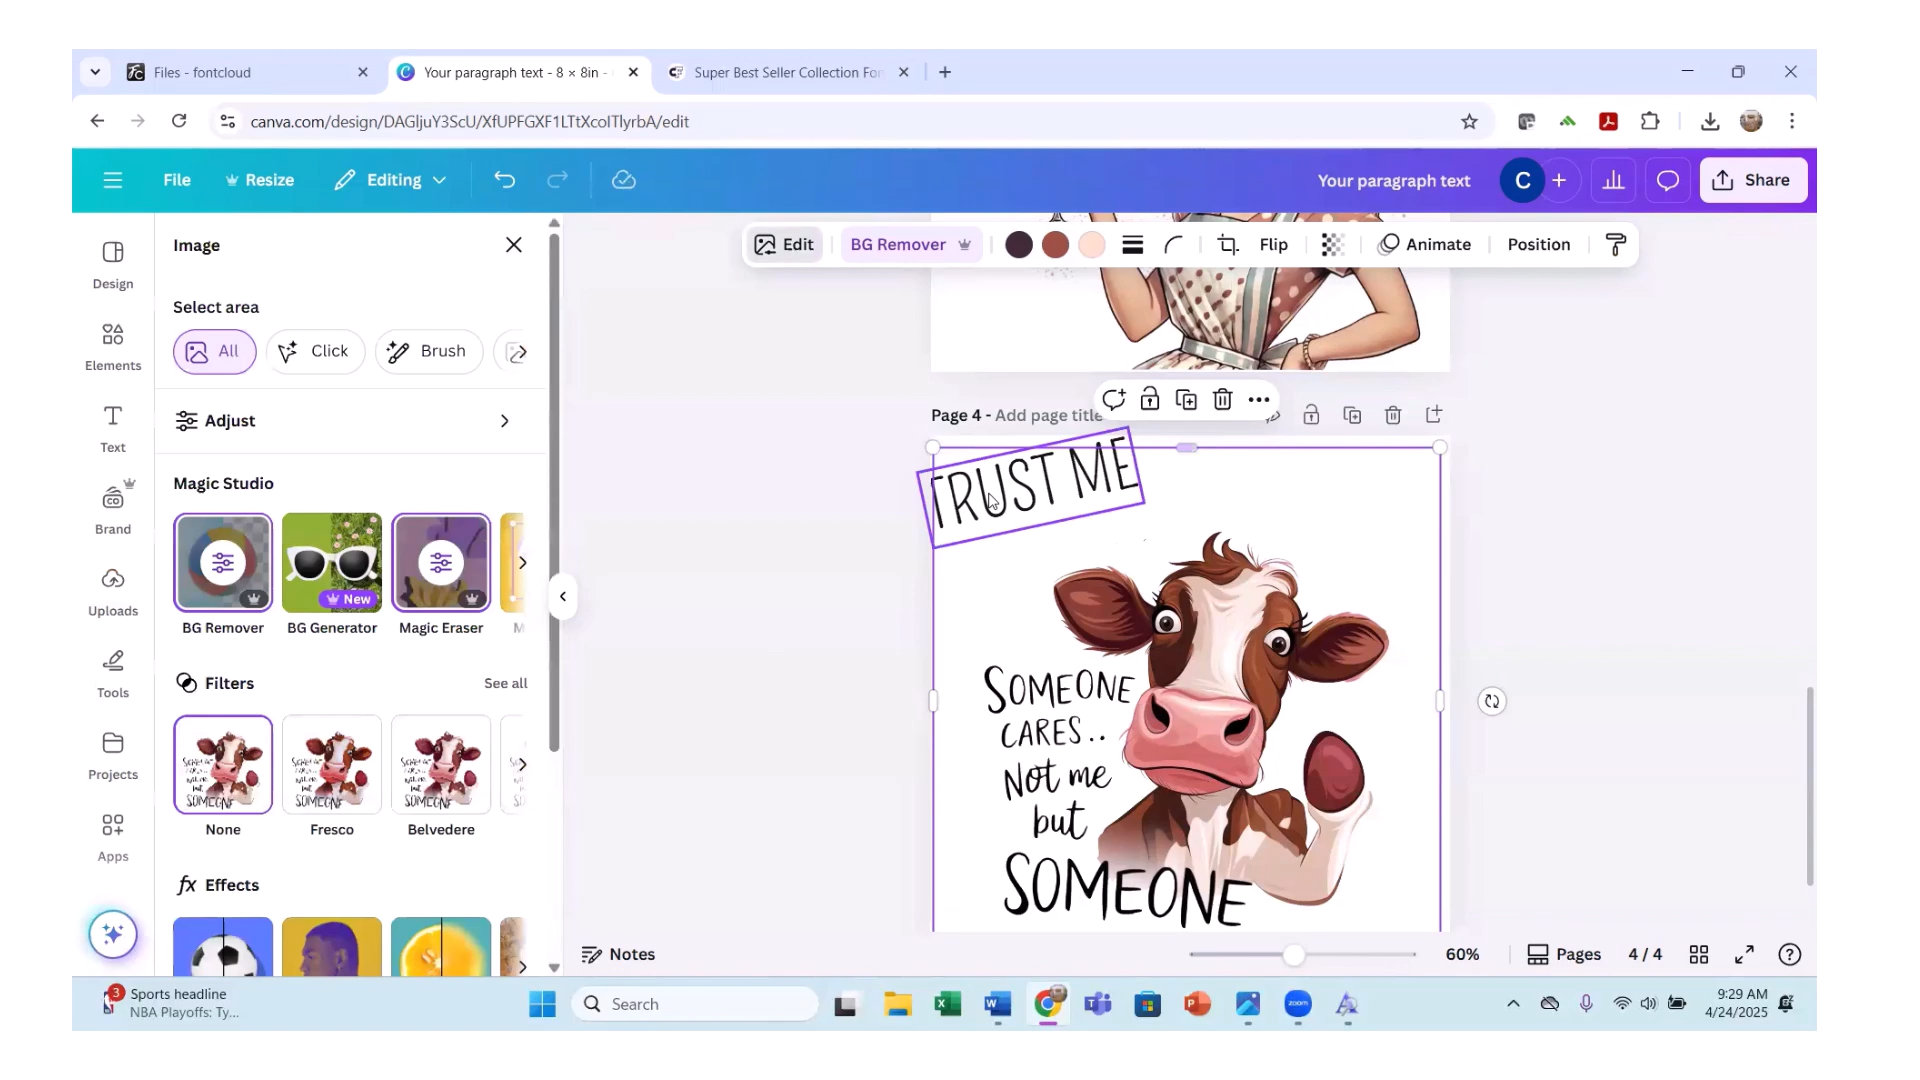 Files - fontcloud
Your paragraph text - 8 × 8in -
Super Best Seller Collection Fo
canva.com/design/DAGljuY3ScU/XfUPFGXF1LTtXcoITlyrbA/edit
File
Resize
Editing
Your paragraph text
C
Share
Design
Elements
Text
Brand
Uploads
Tools
Projects
Apps
Image
Select area
All
Click
Brush
Adjust
Magic Studio
New
BG Remover
BG Generator
Magic Eraser
M
Filters
See all
None
Fresco
Belvedere
fx Effects
Edit
BG Remover
Flip
Animate
Position
Page 4 - Add page title
TRUST ME
SOMEONE
CARES..
Not me
but
SOMEONE
Notes
60%
Pages
4 / 4
3
Sports headline
NBA Playoffs: Ty...
Search
9:29 AM
4/24/2025